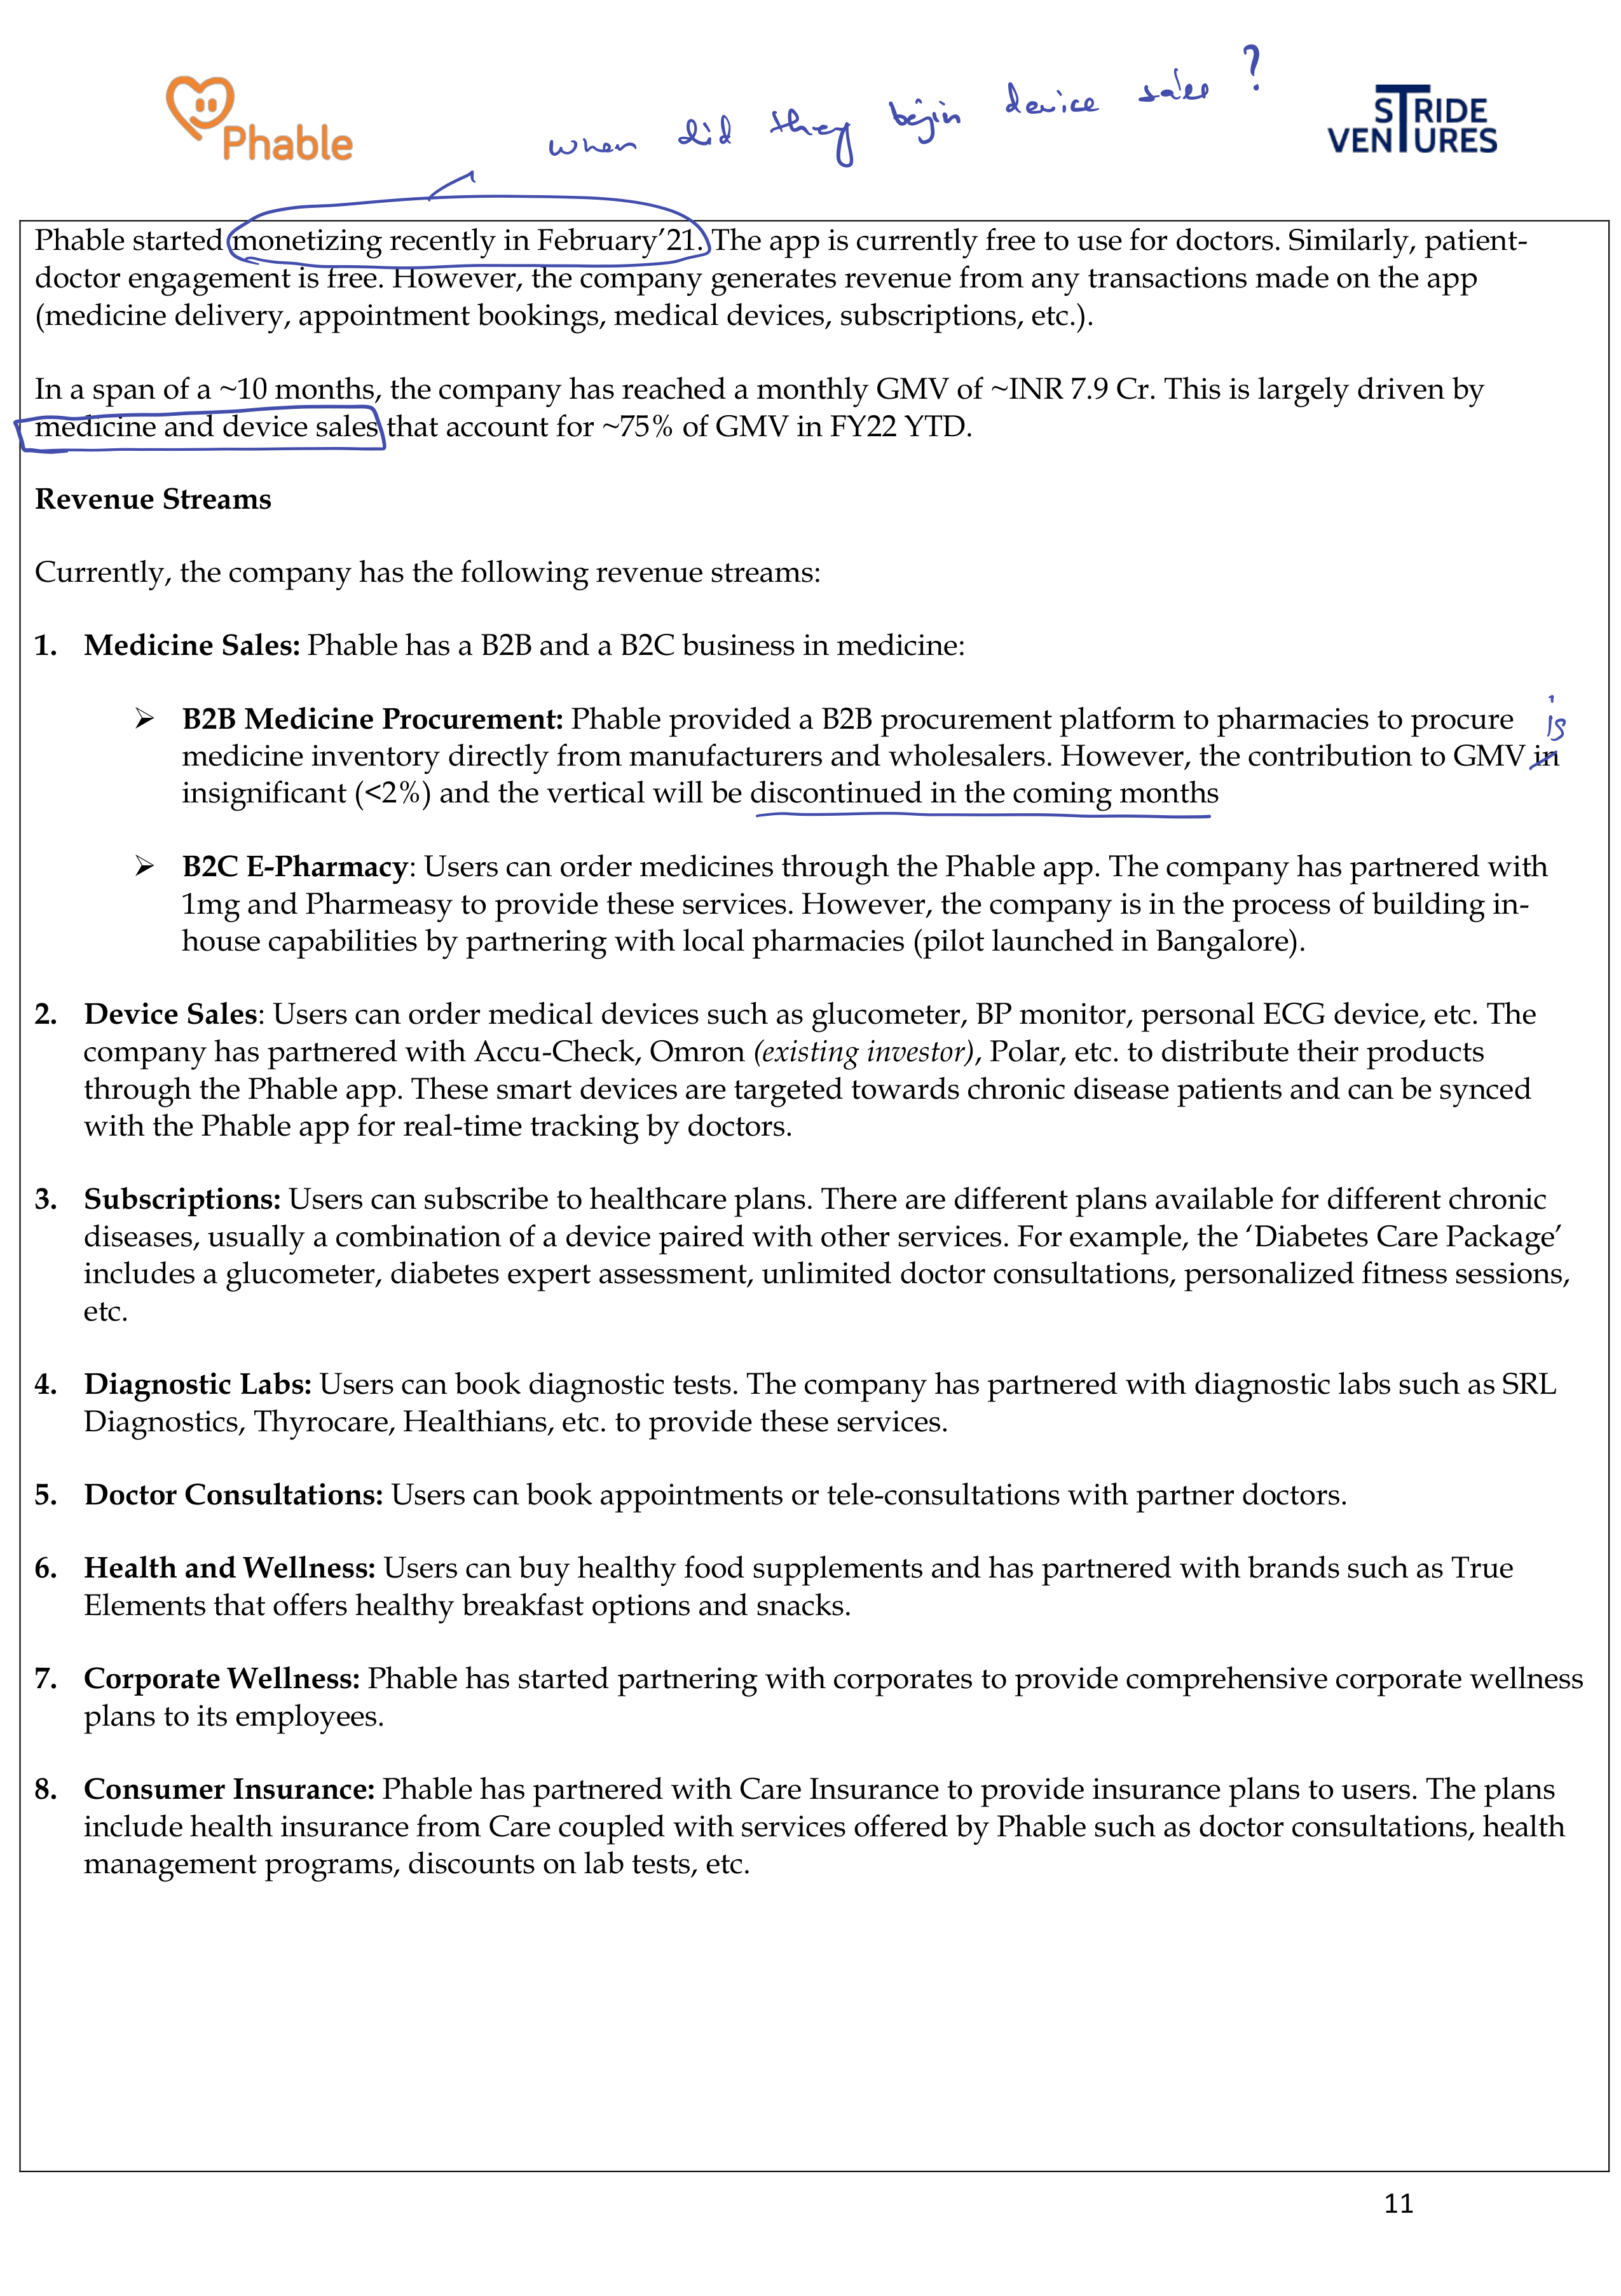 when did they begin device sales ?
Phable
STRIDE
VENTURES
Phable started monetizing recently in February’21. The app is currently free to use for doctors. Similarly, patient-
doctor engagement is free. However, the company generates revenue from any transactions made on the app
(medicine delivery, appointment bookings, medical devices, subscriptions, etc.).
In a span of a ~10 months, the company has reached a monthly GMV of ~INR 7.9 Cr. This is largely driven by
medicine and device sales that account for ~75% of GMV in FY22 YTD.
Revenue Streams
Currently, the company has the following revenue streams:
1. Medicine Sales: Phable has a B2B and a B2C business in medicine:
➢ B2B Medicine Procurement: Phable provided a B2B procurement platform to pharmacies to procure
is
medicine inventory directly from manufacturers and wholesalers. However, the contribution to GMV in
insignificant (<2%) and the vertical will be discontinued in the coming months
➢ B2C E-Pharmacy: Users can order medicines through the Phable app. The company has partnered with
1mg and Pharmeasy to provide these services. However, the company is in the process of building in-
house capabilities by partnering with local pharmacies (pilot launched in Bangalore).
2. Device Sales: Users can order medical devices such as glucometer, BP monitor, personal ECG device, etc. The
company has partnered with Accu-Check, Omron (existing investor), Polar, etc. to distribute their products
through the Phable app. These smart devices are targeted towards chronic disease patients and can be synced
with the Phable app for real-time tracking by doctors.
3. Subscriptions: Users can subscribe to healthcare plans. There are different plans available for different chronic
diseases, usually a combination of a device paired with other services. For example, the ‘Diabetes Care Package’
includes a glucometer, diabetes expert assessment, unlimited doctor consultations, personalized fitness sessions,
etc.
4. Diagnostic Labs: Users can book diagnostic tests. The company has partnered with diagnostic labs such as SRL
Diagnostics, Thyrocare, Healthians, etc. to provide these services.
5. Doctor Consultations: Users can book appointments or tele-consultations with partner doctors.
6. Health and Wellness: Users can buy healthy food supplements and has partnered with brands such as True
Elements that offers healthy breakfast options and snacks.
7. Corporate Wellness: Phable has started partnering with corporates to provide comprehensive corporate wellness
plans to its employees.
8. Consumer Insurance: Phable has partnered with Care Insurance to provide insurance plans to users. The plans
include health insurance from Care coupled with services offered by Phable such as doctor consultations, health
management programs, discounts on lab tests, etc.
11